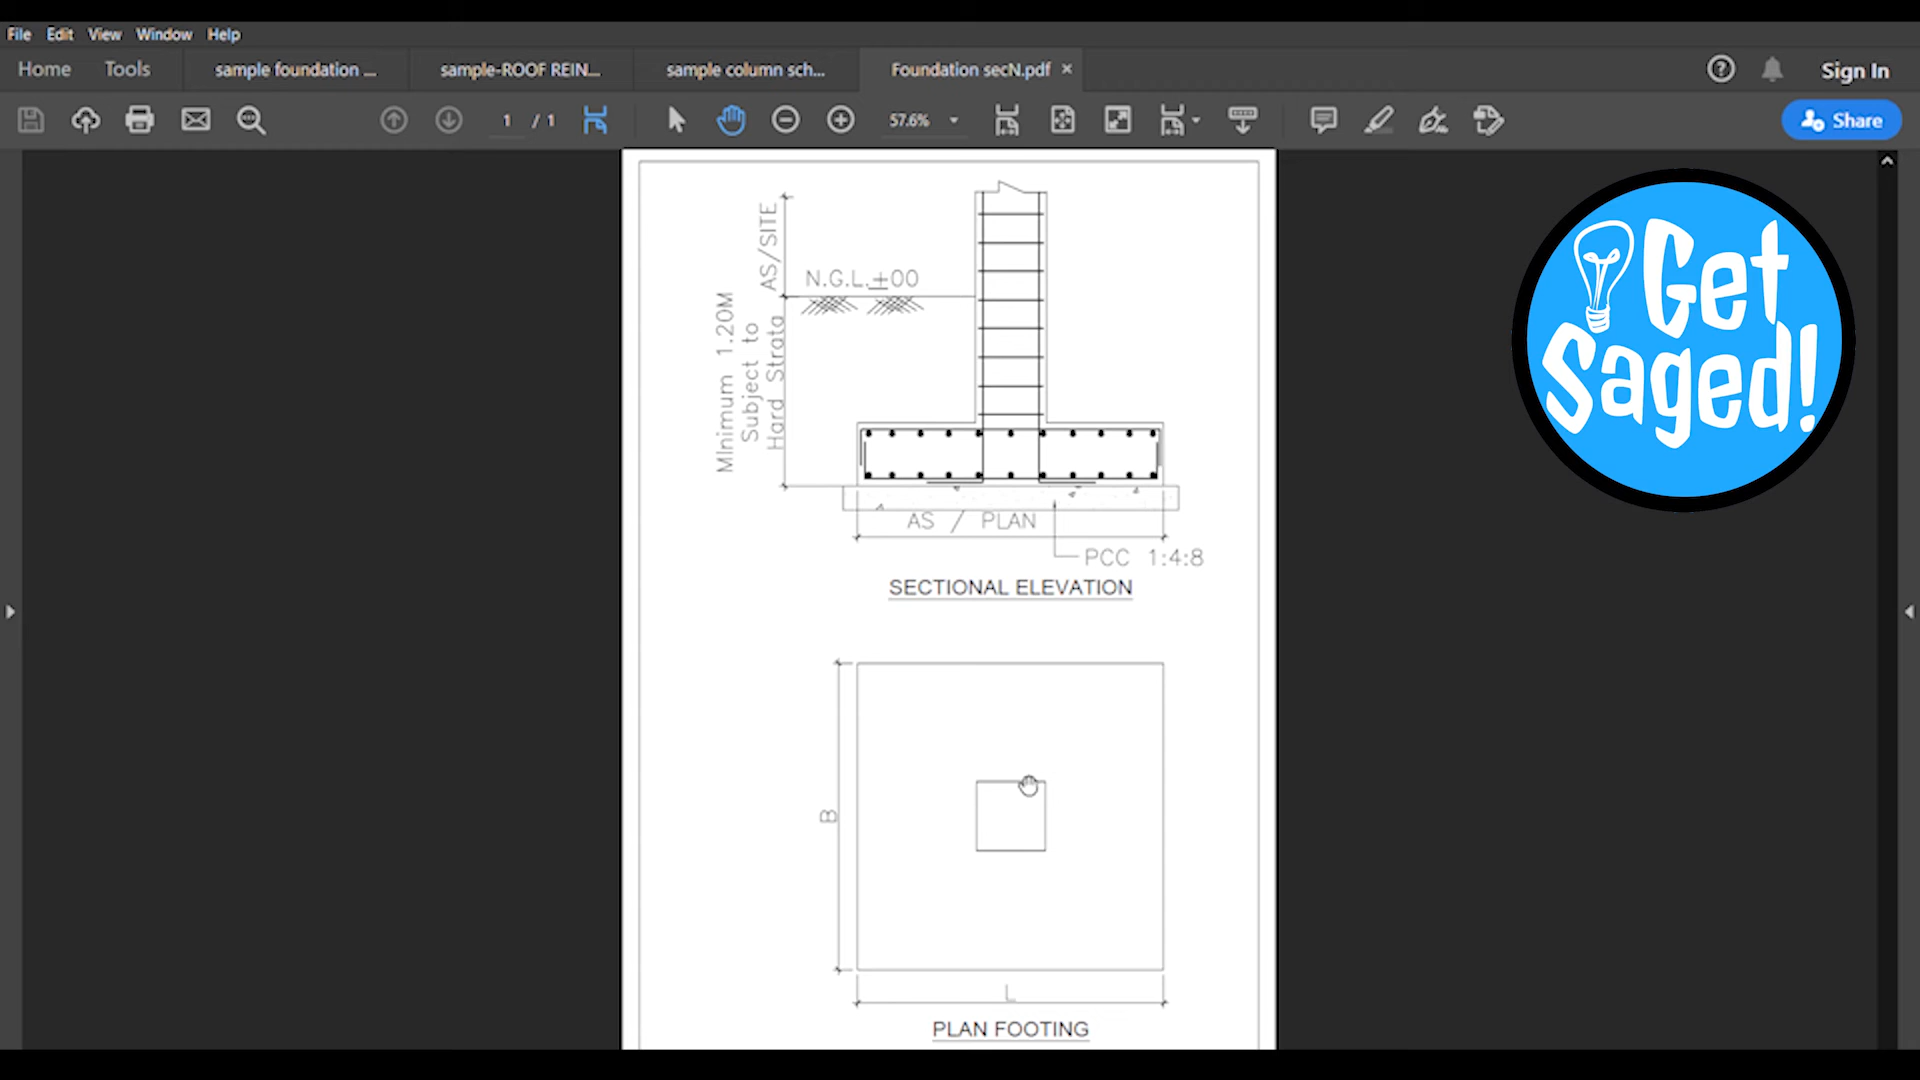 File Edit View Window Help
Home Tools sample foundation ... sample-ROOF REIN... sample column sch... Foundation secN.pdf × Sign In
1 / 1 57.6% Share
AS/SITE
N.G.L.±00
MInimum 1.20M
Subject to
Hard Strata
AS / PLAN
PCC 1:4:8
SECTIONAL ELEVATION
B
L
PLAN FOOTING
Get
Saged!